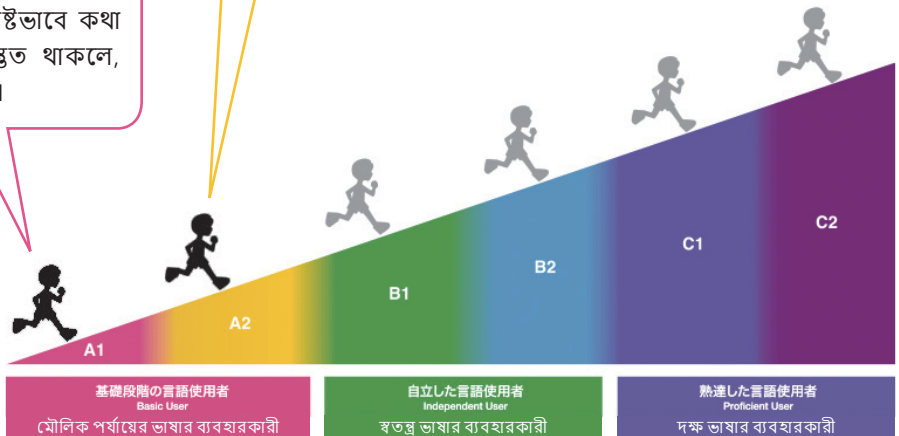 ষ্টভাবে কথা
স্তুত থাকলে,
।
A1
A2
B1
B2
C1
C2
基礎段階の言語使用者
Basic User
মৌলিক পর্যায়ের ভাষার ব্যবহারকারী
自立した言語使用者
Independent User
স্বতন্ত্র ভাষার ব্যবহারকারী
熟達した言語使用者
Proficient User
দক্ষ ভাষার ব্যবহারকারী